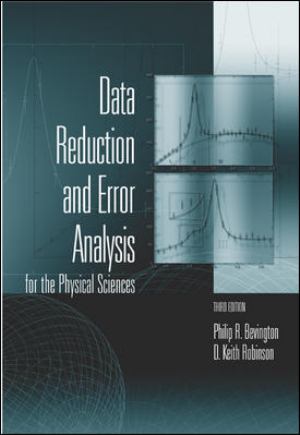 Data
Reduction
and Error
Analysis
for the Physical Sciences
THIRD EDITION
Philip R. Bevington
D. Keith Robinson